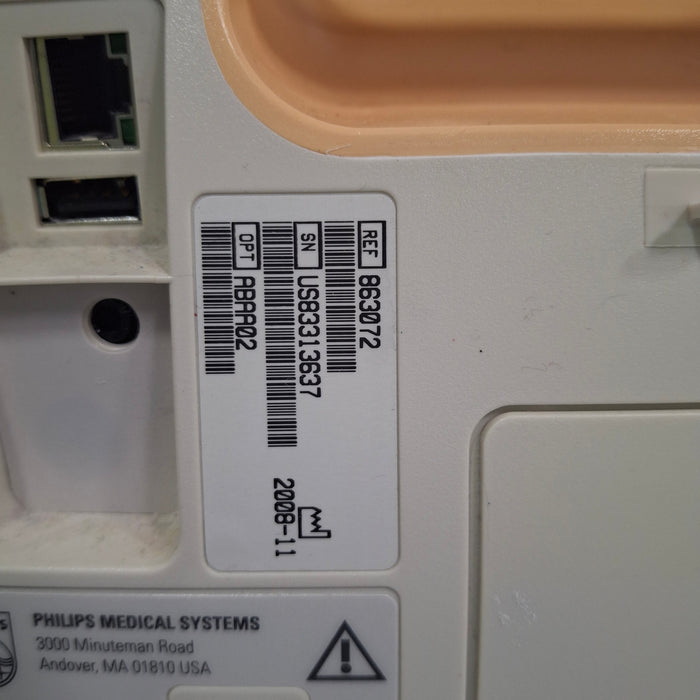 REF 863072
SN US83313637
OPT ABAA02
2008-11
PHILIPS MEDICAL SYSTEMS
3000 Minuteman Road
Andover, MA 01810 USA